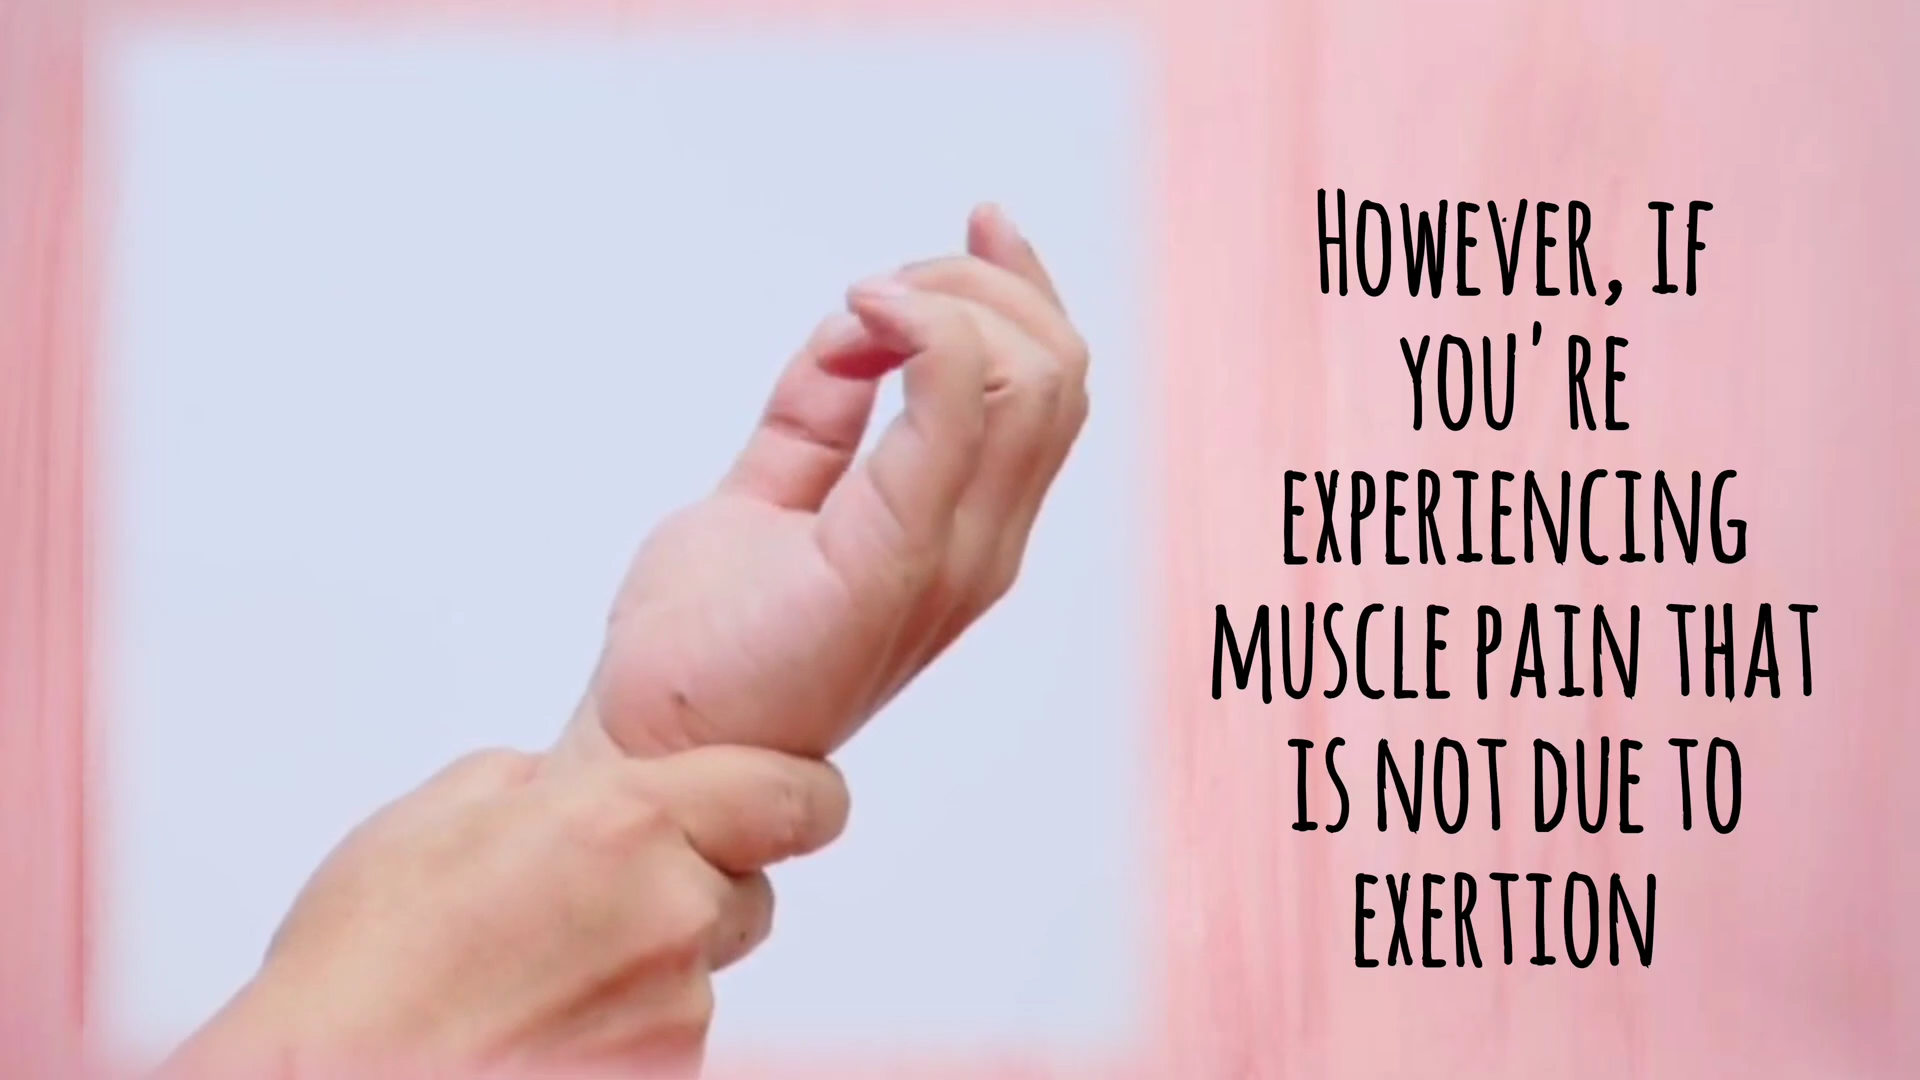 However, if
you're
experiencing
muscle pain that
is not due to
exertion